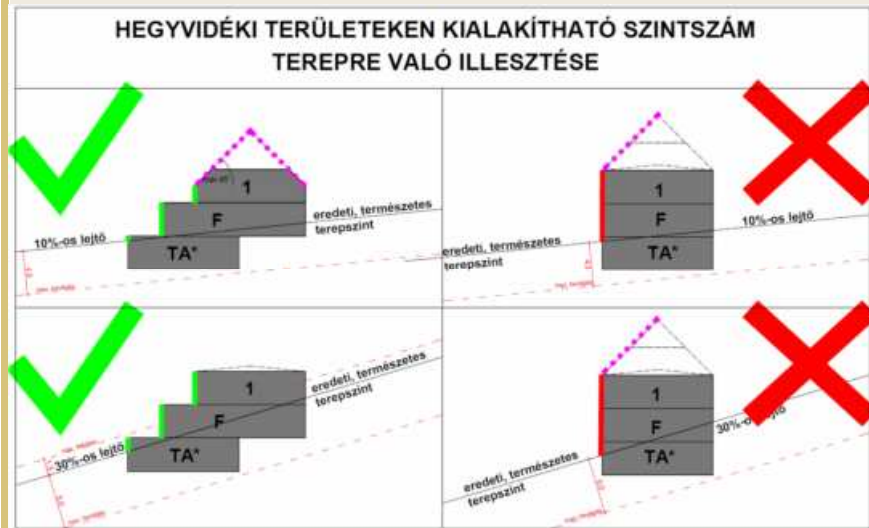 HEGYVIDÉKI TERÜLETEKEN KIALAKÍTHATÓ SZINTSZÁM
TEREPRE VALÓ ILLESZTÉSE
1
F
TA*
10%-os lejtő
eredeti, természetes
terepszint
1
F
TA*
10%-os lejtő
eredeti, természetes
terepszint
1
F
TA*
30%-os lejtő
eredeti, természetes
terepszint
1
F
TA*
30%-os lejtő
eredeti, természetes
terepszint